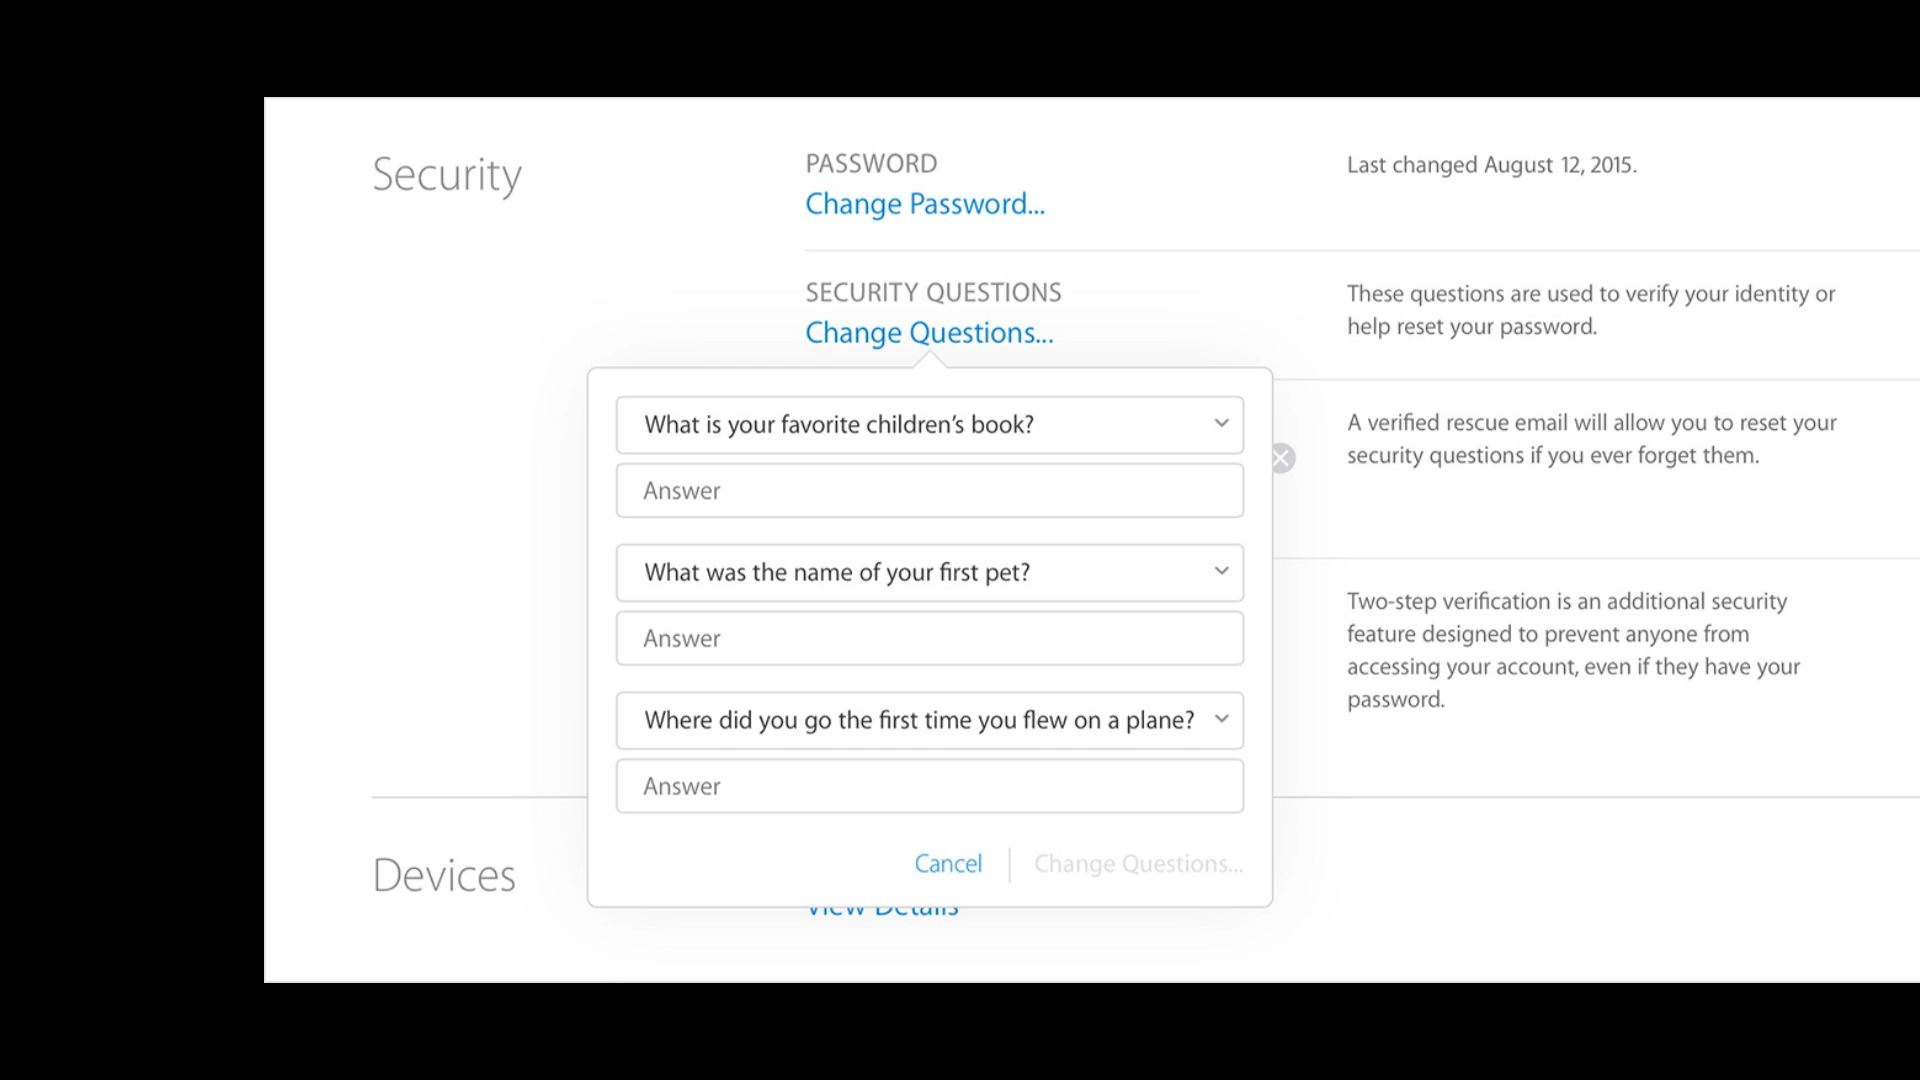 Security
PASSWORD
Change Password...
Last changed August 12, 2015.
SECURITY QUESTIONS
Change Questions...
These questions are used to verify your identity or
help reset your password.
What is your favorite children’s book?
Answer
What was the name of your first pet?
Answer
Where did you go the first time you flew on a plane?
Answer
Cancel
Change Questions...
A verified rescue email will allow you to reset your
security questions if you ever forget them.
Two-step verification is an additional security
feature designed to prevent anyone from
accessing your account, even if they have your
password.
Devices
View Details